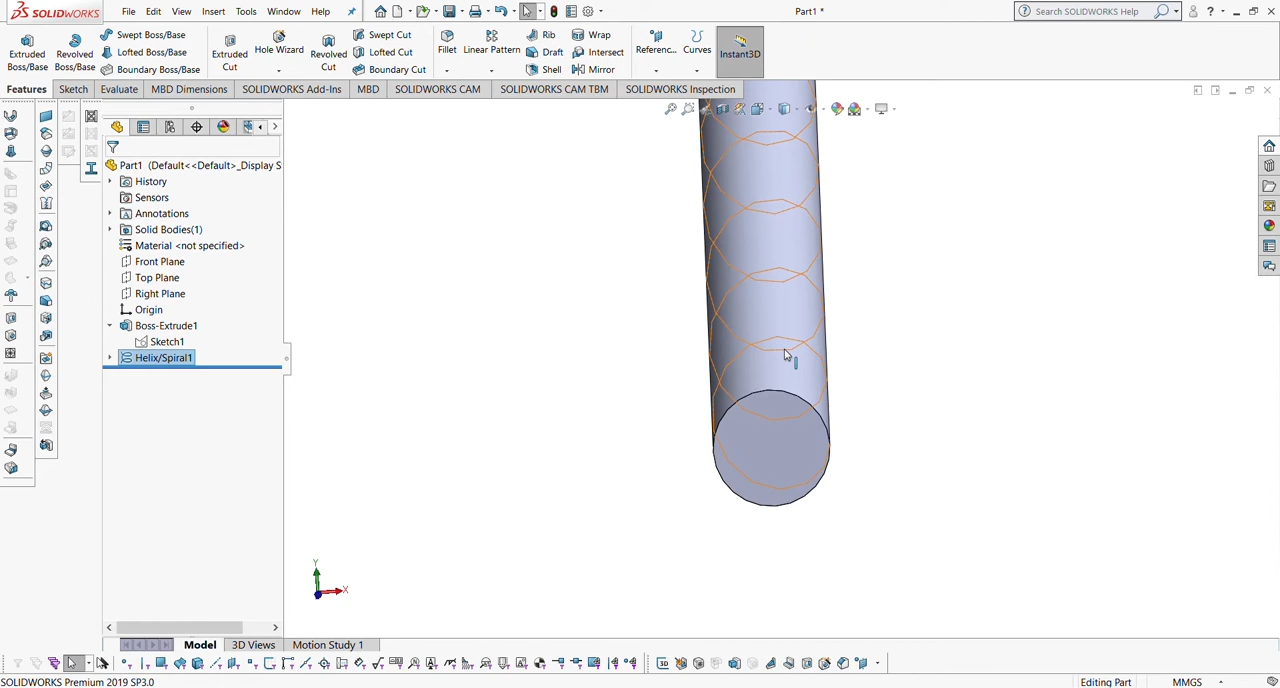 SOLIDWORKS File Edit View Insert Tools Window Help Part1 * Search SOLIDWORKS Help
Extruded Boss/Base Revolved Boss/Base Swept Boss/Base Lofted Boss/Base Boundary Boss/Base Extruded Cut Hole Wizard Revolved Cut Swept Cut Lofted Cut Boundary Cut Fillet Linear Pattern Rib Draft Shell Wrap Intersect Mirror Referenc... Curves Instant3D
Features Sketch Evaluate MBD Dimensions SOLIDWORKS Add-Ins MBD SOLIDWORKS CAM SOLIDWORKS CAM TBM SOLIDWORKS Inspection
Part1 (Default<<Default>_Display S
History
Sensors
Annotations
Solid Bodies(1)
Material <not specified>
Front Plane
Top Plane
Right Plane
Origin
Boss-Extrude1
Sketch1
Helix/Spiral1
Y
X
Model 3D Views Motion Study 1
SOLIDWORKS Premium 2019 SP3.0 Editing Part MMGS